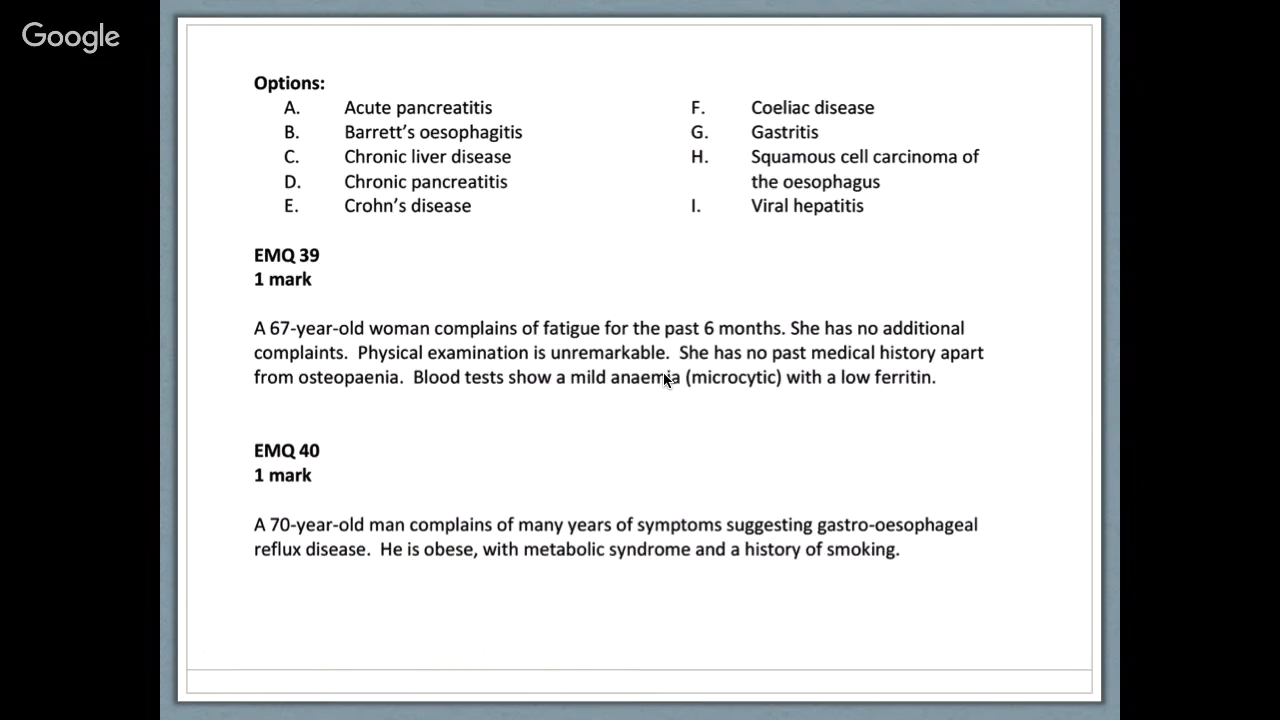 Google
Options:
A. Acute pancreatitis
B. Barrett’s oesophagitis
C. Chronic liver disease
D. Chronic pancreatitis
E. Crohn’s disease
F. Coeliac disease
G. Gastritis
H. Squamous cell carcinoma of
the oesophagus
I. Viral hepatitis
EMQ 39
1 mark
A 67-year-old woman complains of fatigue for the past 6 months. She has no additional
complaints. Physical examination is unremarkable. She has no past medical history apart
from osteopaenia. Blood tests show a mild anaemia (microcytic) with a low ferritin.
EMQ 40
1 mark
A 70-year-old man complains of many years of symptoms suggesting gastro-oesophageal
reflux disease. He is obese, with metabolic syndrome and a history of smoking.